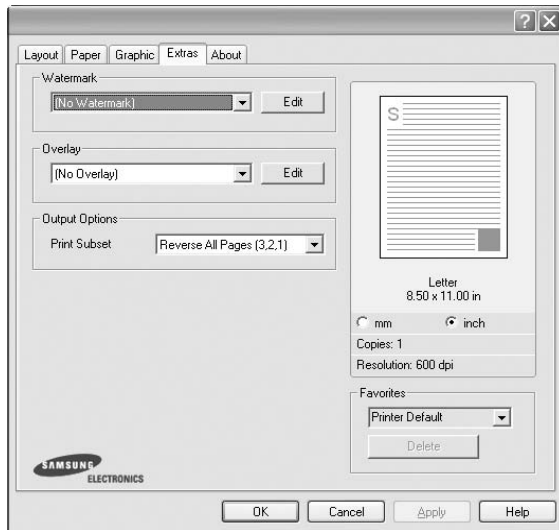 Layout Paper Graphic Extras About
Watermark
(No Watermark) Edit
Overlay
(No Overlay) Edit
Output Options
Print Subset Reverse All Pages (3,2,1)
S
Letter
8.50 x 11.00 in
mm inch
Copies: 1
Resolution: 600 dpi
Favorites
Printer Default
Delete
SAMSUNG
ELECTRONICS
OK Cancel Apply Help